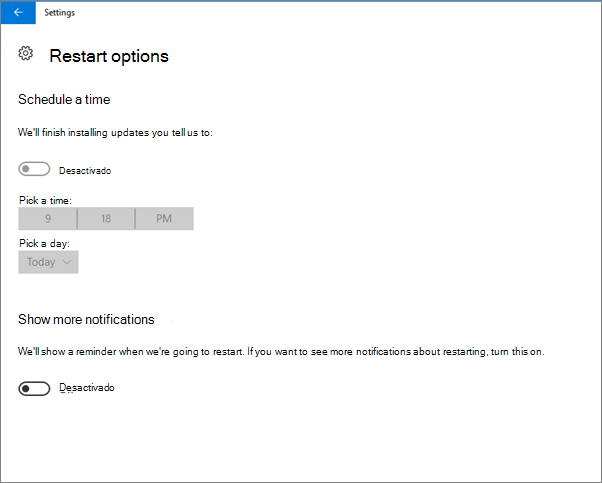 Settings
Restart options
Schedule a time
We'll finish installing updates you tell us to:
Desactivado
Pick a time:
9 18 PM
Pick a day:
Today
Show more notifications
We'll show a reminder when we're going to restart. If you want to see more notifications about restarting, turn this on.
Desactivado